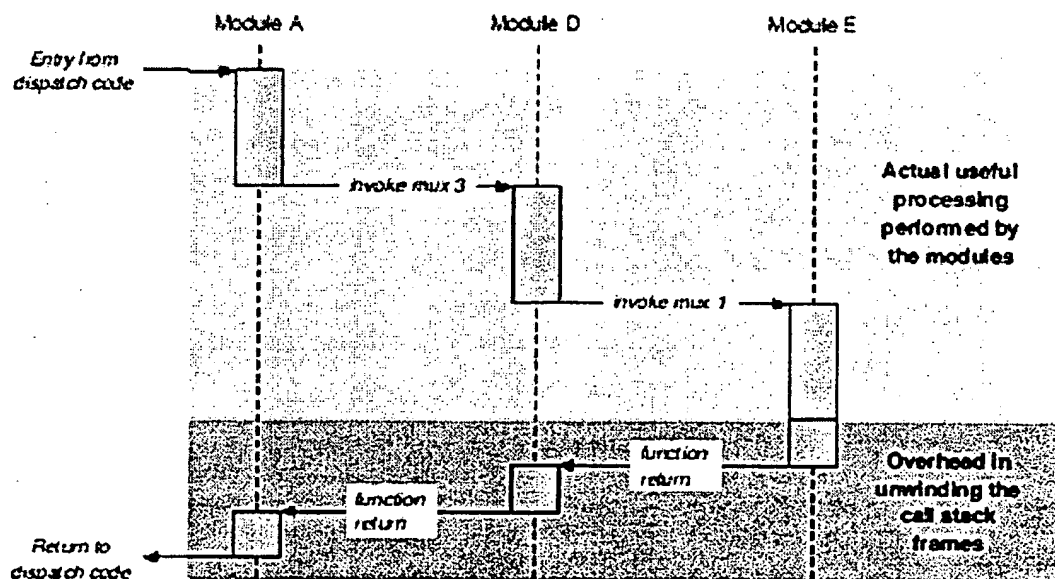 Module A
Module D
Module E
Entry from
dispatch code
invoke mux 3
Actual useful
processing
performed by
the modules
invoke mux 1
function
return
Overhead in
unwinding the
call stack
frames
function
return
Return to
dispatch code